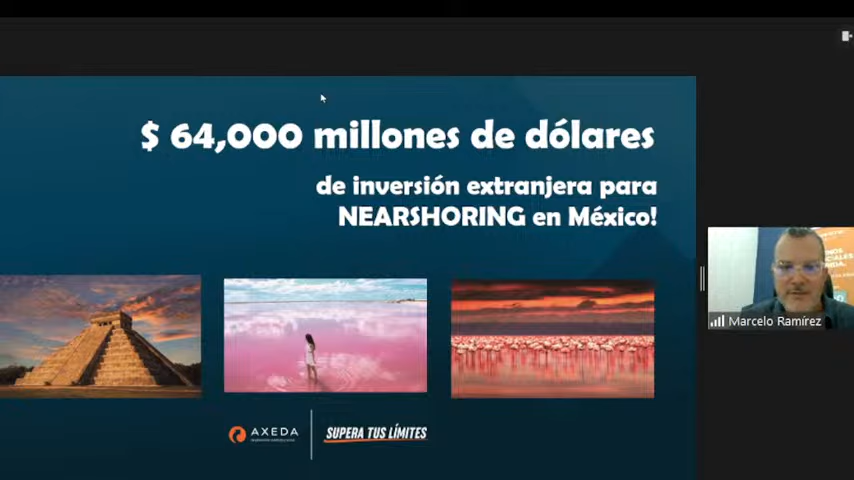 $ 64,000 millones de dólares
de inversión extranjera para
NEARSHORING en México!
AXEDA
SUPERA TUS LÍMITES
Marcelo Ramírez